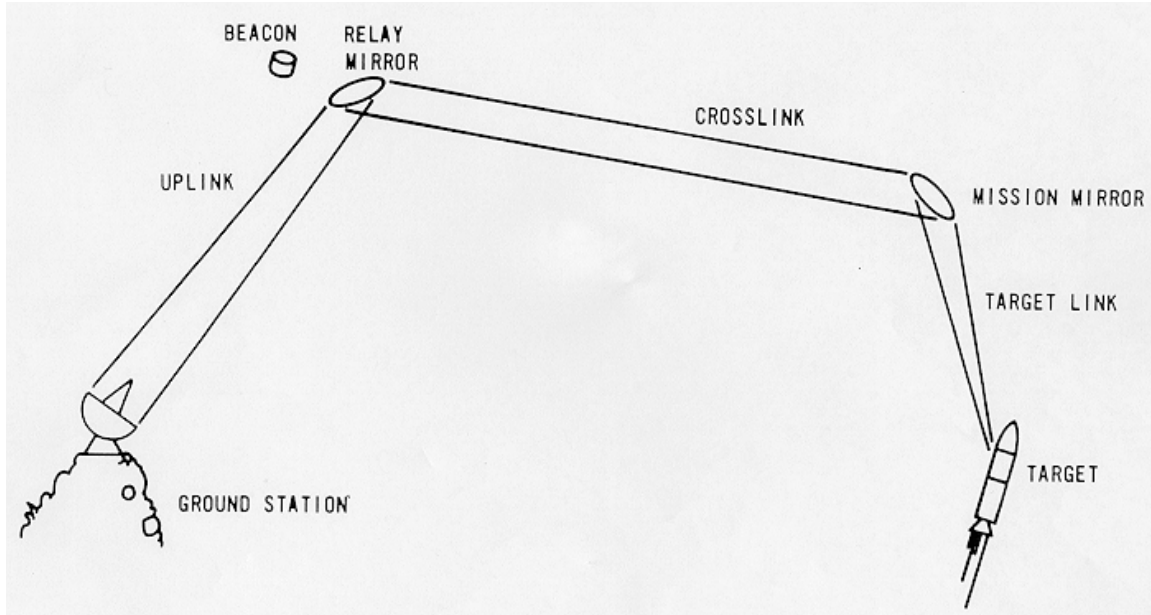 BEACON
RELAY
MIRROR
CROSSLINK
UPLINK
MISSION MIRROR
TARGET LINK
TARGET
GROUND STATION